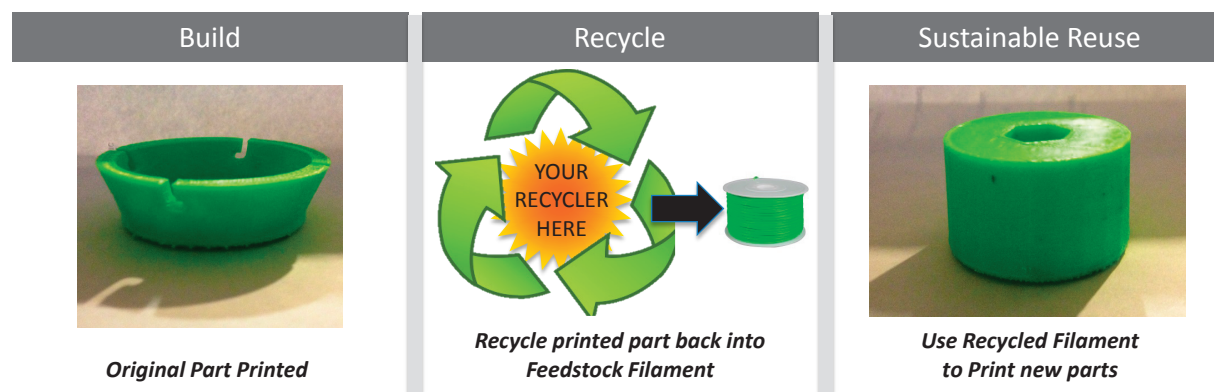 Build
Original Part Printed
Recycle
YOUR
RECYCLER
HERE
Recycle printed part back into
Feedstock Filament
Sustainable Reuse
Use Recycled Filament
to Print new parts